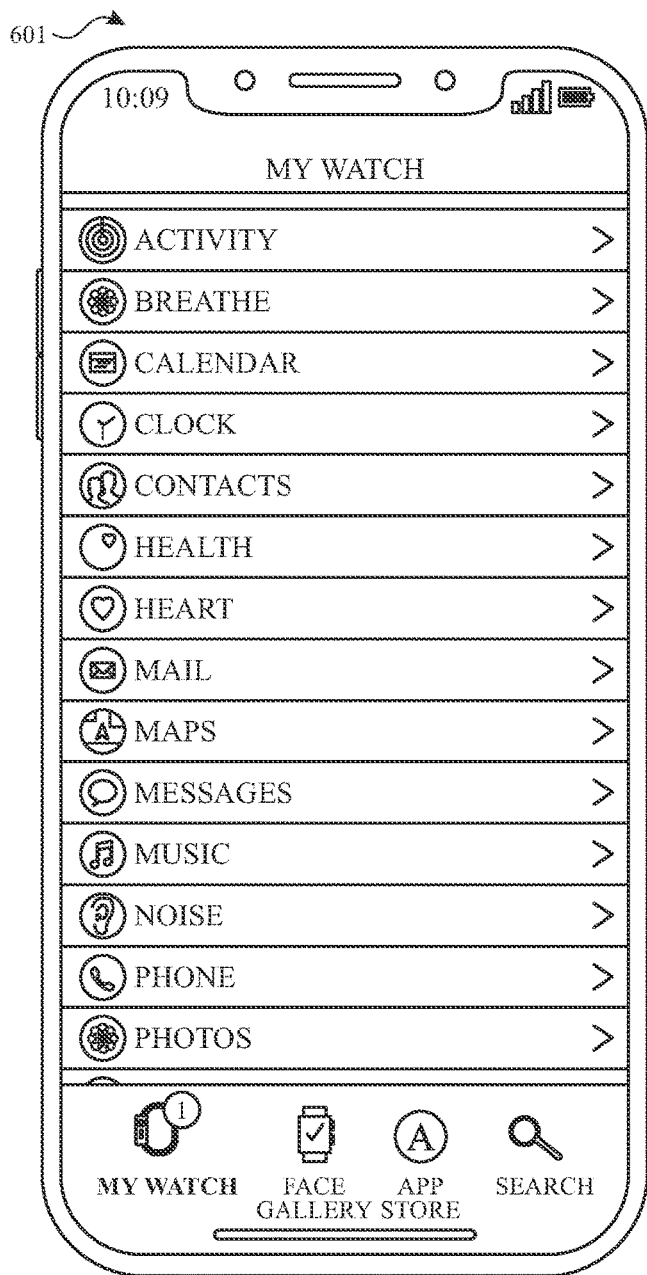 601
10:09
MY WATCH
ACTIVITY
BREATHE
CALENDAR
CLOCK
CONTACTS
HEALTH
HEART
MAIL
MAPS
MESSAGES
MUSIC
NOISE
PHONE
PHOTOS
1
A
MY WATCH
FACE GALLERY
APP STORE
SEARCH